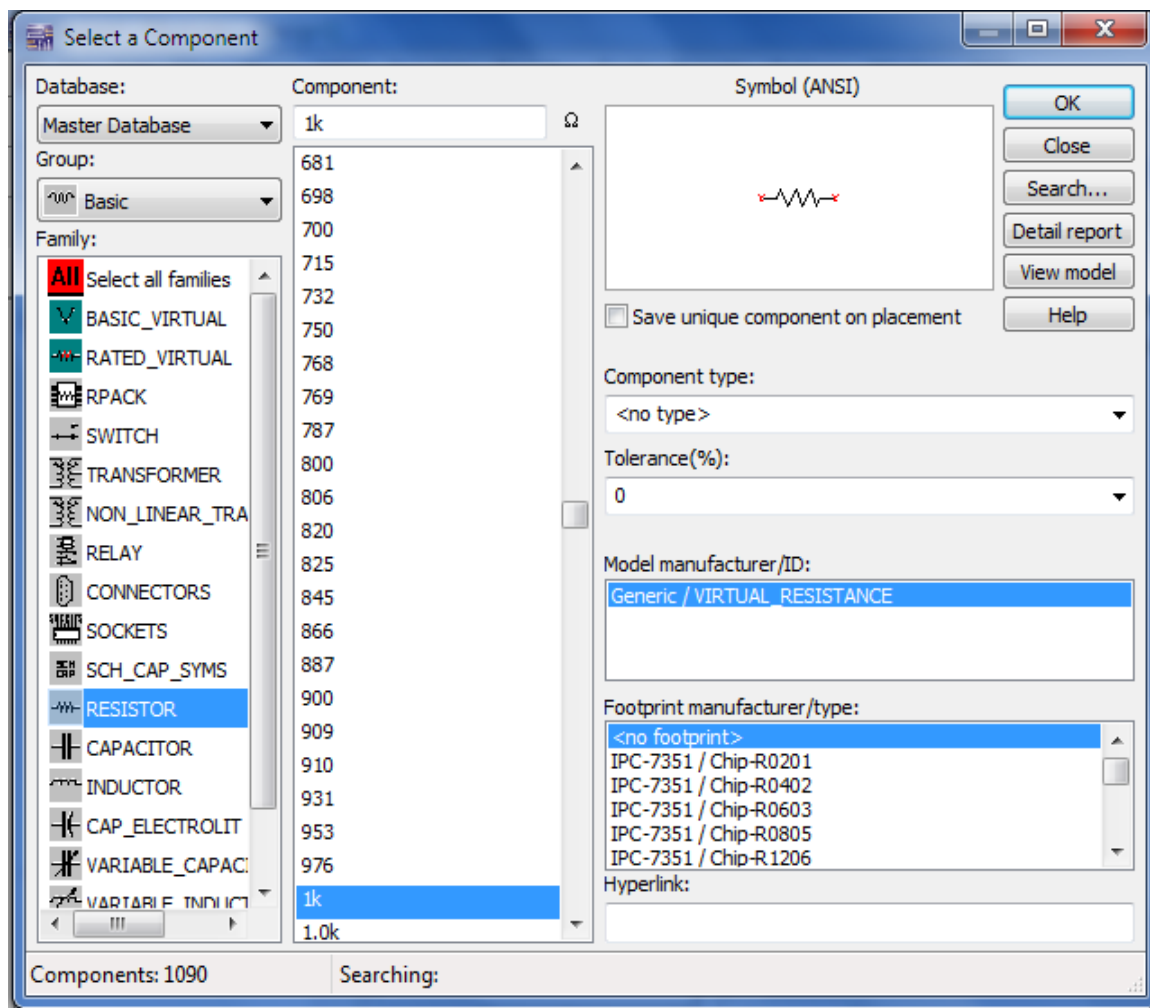 Select a Component
Database:
Master Database
Group:
Basic
Family:
All Select all families
BASIC_VIRTUAL
RATED_VIRTUAL
RPACK
SWITCH
TRANSFORMER
NON_LINEAR_TRA
RELAY
CONNECTORS
SOCKETS
SCH_CAP_SYMS
RESISTOR
CAPACITOR
INDUCTOR
CAP_ELECTROLIT
VARIABLE_CAPAC
VARIABLE_INDUCT
Component:
1k Ω
681
698
700
715
732
750
768
769
787
800
806
820
825
845
866
887
900
909
910
931
953
976
1k
1.0k
Symbol (ANSI)
Save unique component on placement
Component type:
<no type>
Tolerance(%):
0
Model manufacturer/ID:
Generic / VIRTUAL_RESISTANCE
Footprint manufacturer/type:
<no footprint>
IPC-7351 / Chip-R0201
IPC-7351 / Chip-R0402
IPC-7351 / Chip-R0603
IPC-7351 / Chip-R0805
IPC-7351 / Chip-R1206
Hyperlink:
OK
Close
Search...
Detail report
View model
Help
Components: 1090
Searching: